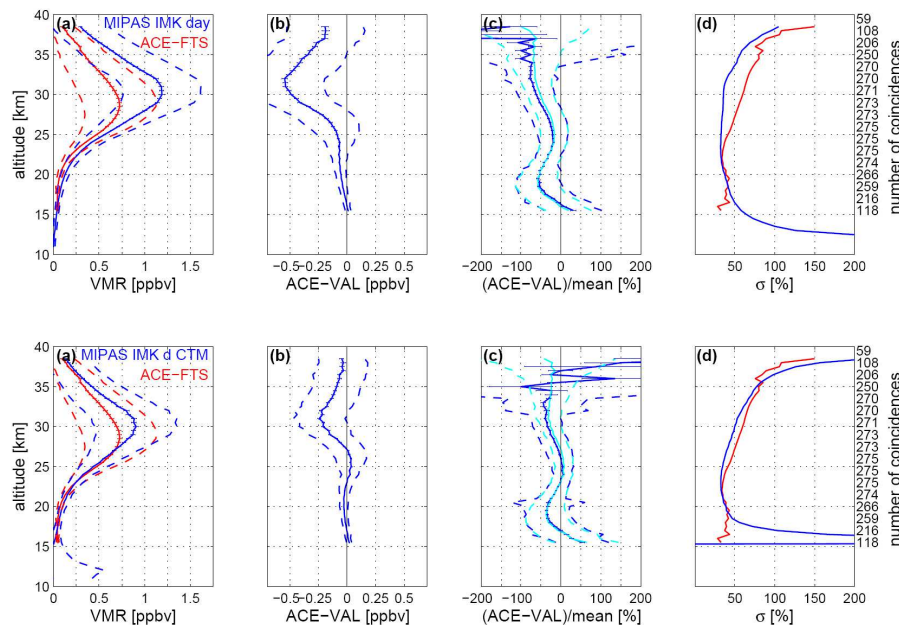 (a) MIPAS IMK day
ACE−FTS
40
35
30
25
20
15
10
altitude [km]
0 0.5 1 1.5
VMR [ppbv]
(b)
−0.5 −0.25 0 0.25 0.5
ACE−VAL [ppbv]
(c)
−200 −100 0 100 200
(ACE−VAL)/mean [%]
(d)
50 100 150 200
σ [%]
59
108
206
250
270
270
271
273
273
275
275
274
266
259
216
118
number of coincidences
(a) MIPAS IMK d CTM
ACE−FTS
40
35
30
25
20
15
10
altitude [km]
0 0.5 1 1.5
VMR [ppbv]
(b)
−0.5 −0.25 0 0.25 0.5
ACE−VAL [ppbv]
(c)
−200 −100 0 100 200
(ACE−VAL)/mean [%]
(d)
50 100 150 200
σ [%]
59
108
206
250
270
270
271
273
273
275
275
274
266
259
216
118
number of coincidences